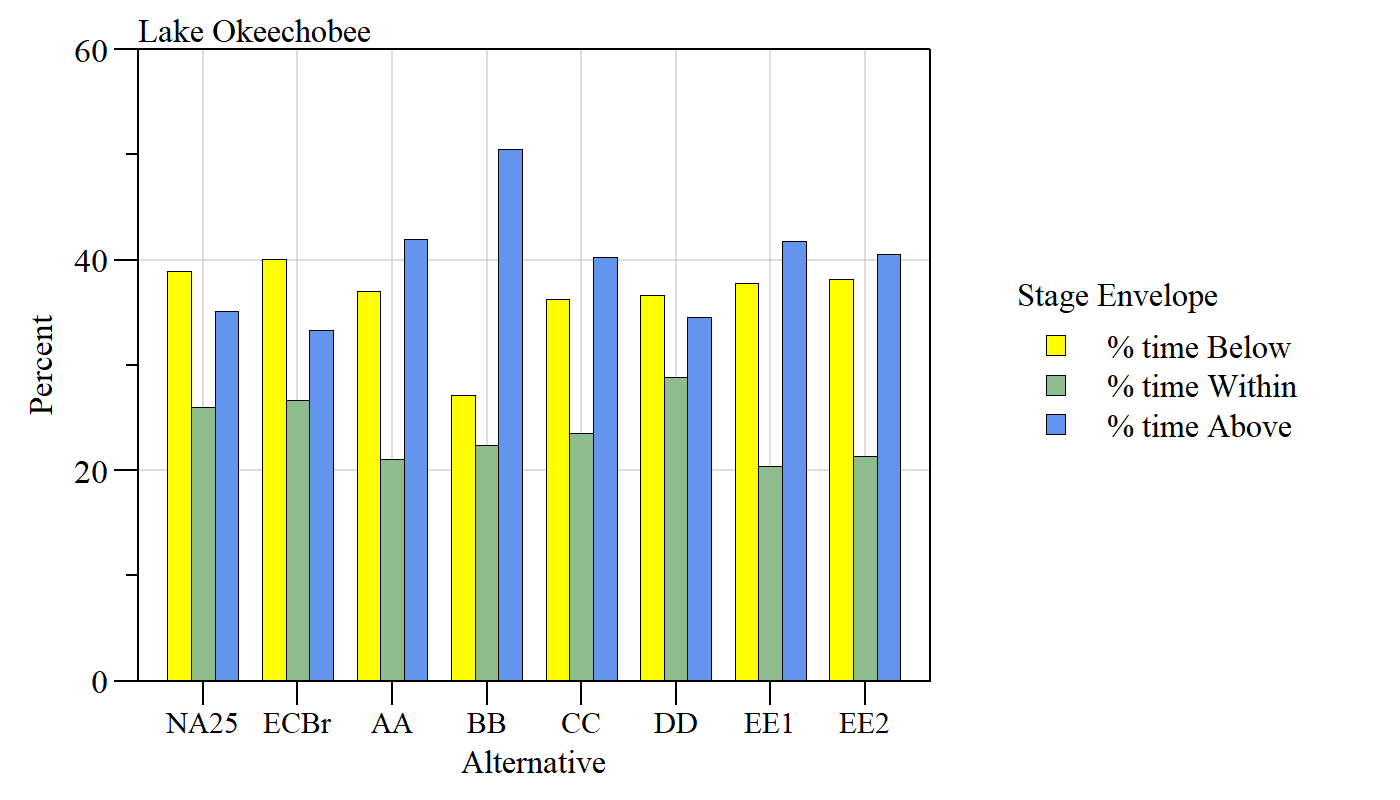 Lake Okeechobee
60
40
20
0
Percent
NA25 ECBr AA BB CC DD EE1 EE2
Alternative
Stage Envelope
% time Below
% time Within
% time Above